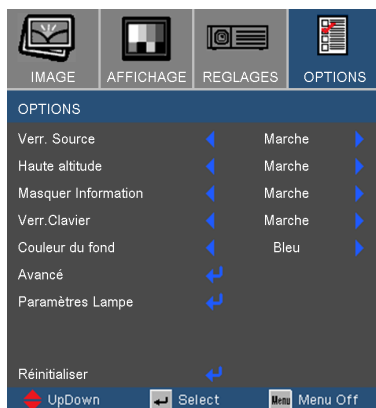 IMAGE AFFICHAGE REGLAGES OPTIONS
OPTIONS
Verr. Source Marche
Haute altitude Marche
Masquer Information Marche
Verr.Clavier Marche
Couleur du fond Bleu
Avancé
Paramètres Lampe
Réinitialiser
UpDown Select Menu Menu Off